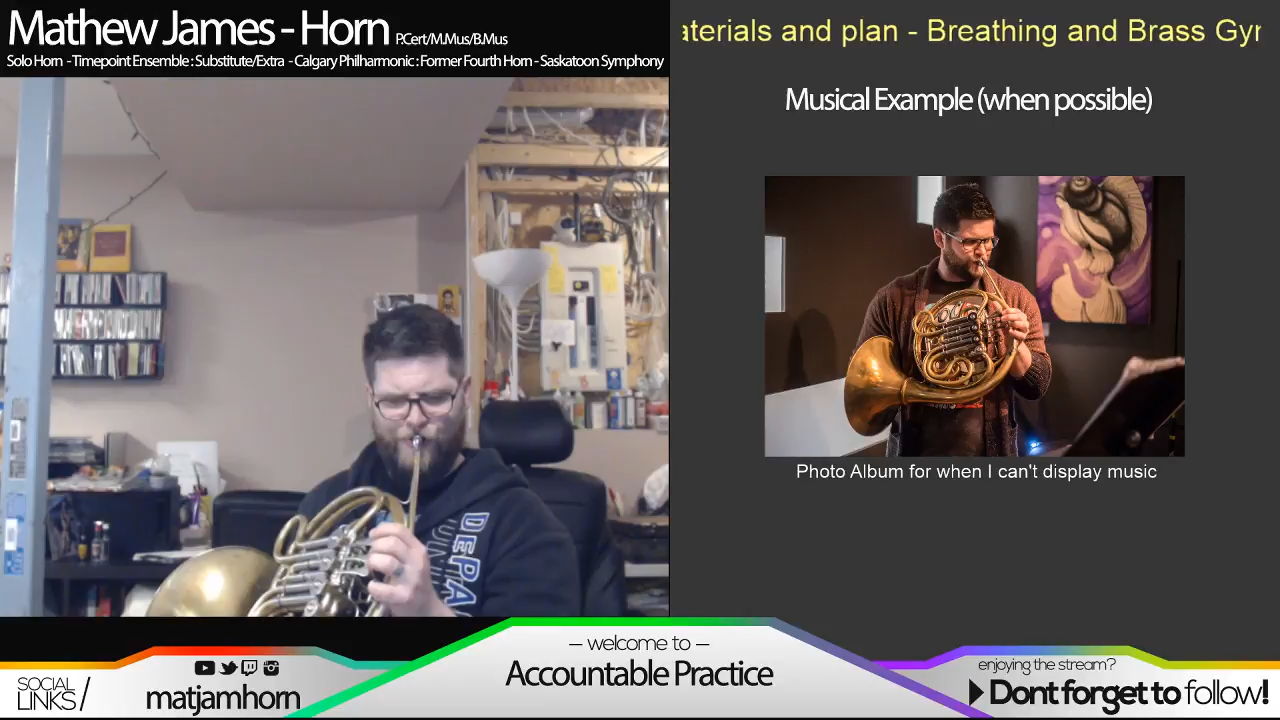 Mathew James - Horn P.Cert/M.Mus/B.Mus
Solo Horn - Timepoint Ensemble : Substitute/Extra - Calgary Philharmonic : Former Fourth Horn - Saskatoon Symphony
aterials and plan - Breathing and Brass Gyr
Musical Example (when possible)
Photo Album for when I can't display music
DEPA
UNIV
– welcome to –
Accountable Practice
SOCIAL
LINKS /
matjamhorn
enjoying the stream?
Dont forget to follow!